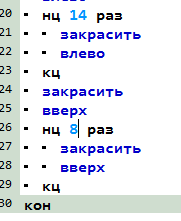 20 нц 14 раз
21 закрасить
22 влево
23 кц
24 закрасить
25 вверх
26 нц 8 раз
27 закрасить
28 вверх
29 кц
30 кон